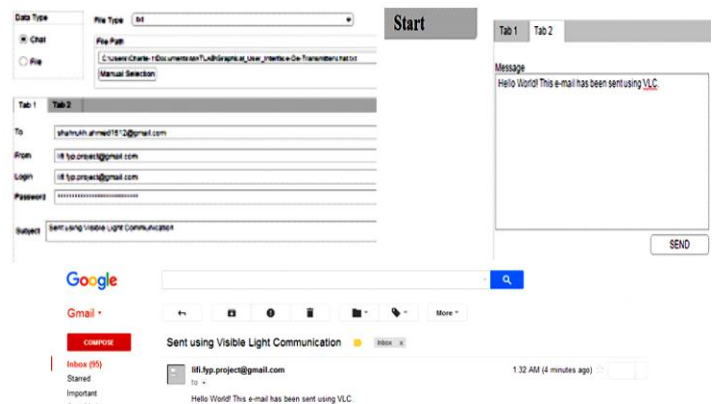 Data Type
File Type txt
Chat
File
File Path
Manual Selection
Start
Tab 1 Tab 2
Message
Hello World! This e-mail has been sent using VLC.
SEND
Tab 1 Tab 2
To shahrukh.ahmed1512@gmail.com
From lifi.fyp.project@gmail.com
Login lifi.fyp.project@gmail.com
Password
Subject Sent using Visible Light Communication
Google
Gmail
More
COMPOSE
Sent using Visible Light Communication Inbox x
Inbox (95)
Starred
Important
lifi.fyp.project@gmail.com 1:32 AM (4 minutes ago)
to
Hello World! This e-mail has been sent using VLC.